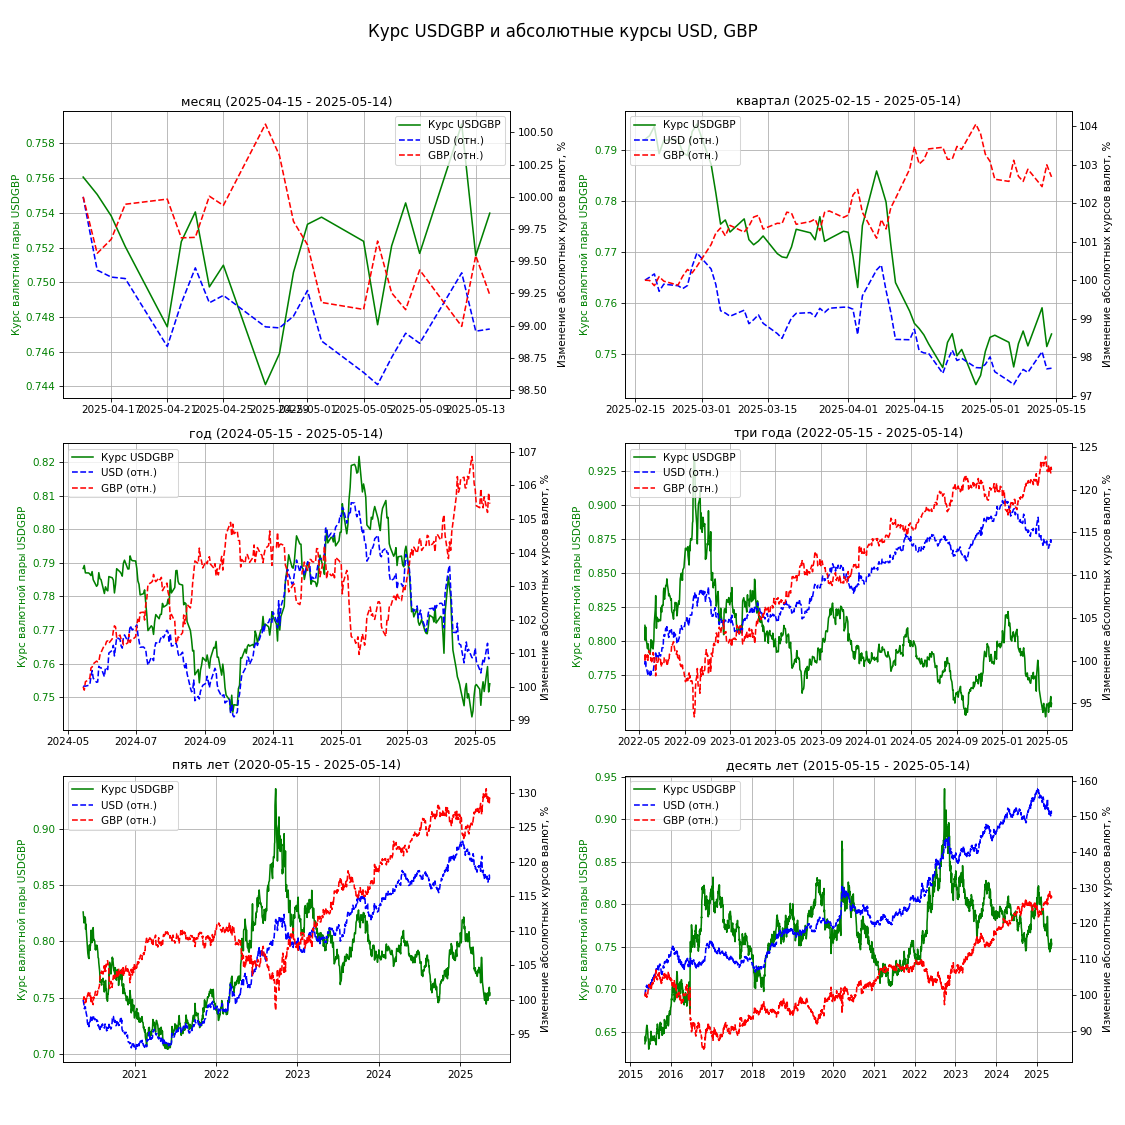 Курс USDGBP и абсолютные курсы USD, GBP
месяц (2025-04-15 - 2025-05-14)
Курс USDGBP
USD (отн.)
GBP (отн.)
Курс валютной пары USDGBP
0.758
0.756
0.754
0.752
0.750
0.748
0.746
0.744
100.50
100.25
100.00
99.75
99.50
99.25
99.00
98.75
98.50
Изменение абсолютных курсов валют, %
2025-04-17 2025-04-21 2025-04-25 2025-04-29 2025-05-01 2025-05-05 2025-05-09 2025-05-13
квартал (2025-02-15 - 2025-05-14)
Курс USDGBP
USD (отн.)
GBP (отн.)
Курс валютной пары USDGBP
0.79
0.78
0.77
0.76
0.75
104
103
102
101
100
99
98
97
Изменение абсолютных курсов валют, %
2025-02-15 2025-03-01 2025-03-15 2025-04-01 2025-04-15 2025-05-01 2025-05-15
год (2024-05-15 - 2025-05-14)
Курс USDGBP
USD (отн.)
GBP (отн.)
Курс валютной пары USDGBP
0.82
0.81
0.80
0.79
0.78
0.77
0.76
0.75
107
106
105
104
103
102
101
100
99
Изменение абсолютных курсов валют, %
2024-05 2024-07 2024-09 2024-11 2025-01 2025-03 2025-05
три года (2022-05-15 - 2025-05-14)
Курс USDGBP
USD (отн.)
GBP (отн.)
Курс валютной пары USDGBP
0.925
0.900
0.875
0.850
0.825
0.800
0.775
0.750
125
120
115
110
105
100
95
Изменение абсолютных курсов валют, %
2022-05 2022-09 2023-01 2023-05 2023-09 2024-01 2024-05 2024-09 2025-01 2025-05
пять лет (2020-05-15 - 2025-05-14)
Курс USDGBP
USD (отн.)
GBP (отн.)
Курс валютной пары USDGBP
0.90
0.85
0.80
0.75
0.70
130
125
120
115
110
105
100
95
Изменение абсолютных курсов валют, %
2021 2022 2023 2024 2025
десять лет (2015-05-15 - 2025-05-14)
Курс USDGBP
USD (отн.)
GBP (отн.)
Курс валютной пары USDGBP
0.95
0.90
0.85
0.80
0.75
0.70
0.65
160
150
140
130
120
110
100
90
Изменение абсолютных курсов валют, %
2015 2016 2017 2018 2019 2020 2021 2022 2023 2024 2025